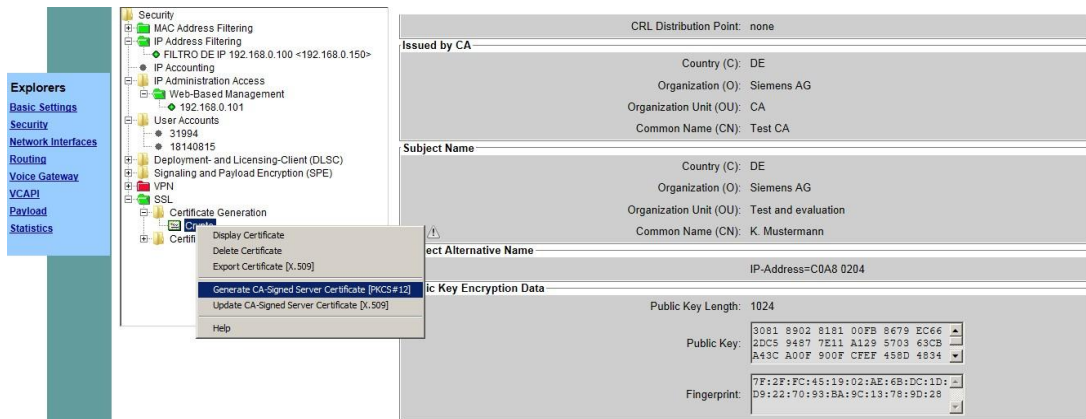 Explorers
Basic Settings
Security
Network Interfaces
Routing
Voice Gateway
VCAPI
Payload
Statistics
Security
MAC Address Filtering
IP Address Filtering
FILTRO DE IP 192.168.0.100 <192.168.0.150>
IP Accounting
IP Administration Access
Web-Based Management
192.168.0.101
User Accounts
31994
18140815
Deployment- and Licensing-Client (DLSC)
Signaling and Payload Encryption (SPE)
VPN
SSL
Certificate Generation
Certifi
Display Certificate
Delete Certificate
Export Certificate [X.509]
Generate CA-Signed Server Certificate [PKCS#12]
Update CA-Signed Server Certificate [X.509]
Help
CRL Distribution Point: none
Issued by CA
Country (C): DE
Organization (O): Siemens AG
Organization Unit (OU): CA
Common Name (CN): Test CA
Subject Name
Country (C): DE
Organization (O): Siemens AG
Organization Unit (OU): Test and evaluation
Common Name (CN): K. Mustermann
ect Alternative Name
IP-Address=C0A8 0204
ic Key Encryption Data
Public Key Length: 1024
Public Key: 3081 8902 8181 00FB 8679 EC66
2DC5 9487 7E11 A129 5703 63CB
A43C A00F 900F CFEF 458D 4834
Fingerprint: 7F:2F:FC:45:19:02:AE:6B:DC:1D:
D9:22:70:93:BA:9C:13:78:9D:28